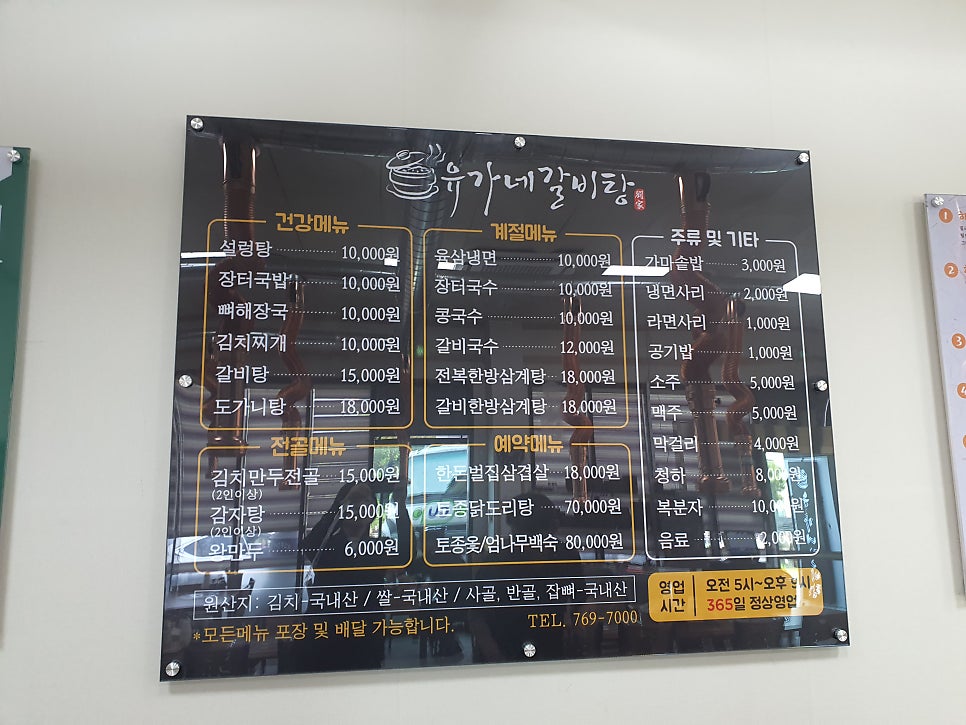 유가네갈비탕
건강메뉴
설렁탕 10,000원
장터국밥 10,000원
뼈해장국 10,000원
김치찌개 10,000원
갈비탕 15,000원
도가니탕 18,000원
계절메뉴
육삼냉면 10,000원
장터국수 10,000원
콩국수 10,000원
갈비국수 12,000원
전복한방삼계탕 18,000원
갈비한방삼계탕 18,000원
주류 및 기타
가마솥밥 3,000원
냉면사리 2,000원
라면사리 1,000원
공기밥 1,000원
소주 5,000원
맥주 5,000원
막걸리 4,000원
청하 8,000원
복분자 10,000원
음료 2,000원
전골메뉴
김치만두전골 15,000원
(2인이상)
감자탕 15,000원
(2인이상)
왕만두 6,000원
예약메뉴
한돈벌집삼겹살 18,000원
토종닭도리탕 70,000원
토종옻/엄나무백숙 80,000원
원산지: 김치-국내산 / 쌀-국내산 / 사골, 반골, 잡뼈-국내산
*모든메뉴 포장 및 배달 가능합니다.
TEL. 769-7000
영업
시간
오전 5시~오후 9시
365일 정상영업